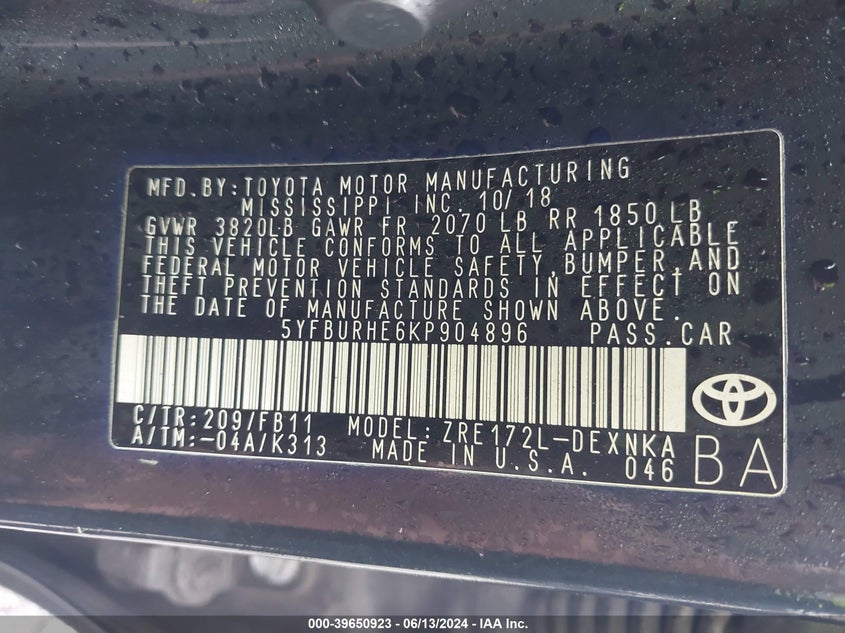 MFD.BY:TOYOTA MOTOR MANUFACTURING
MISSISSIPPI INC. 10/18
GVWR 3820LB GAWR FR 2070 LB RR 1850 LB
THIS VEHICLE CONFORMS TO ALL APPLICABLE
FEDERAL MOTOR VEHICLE SAFETY,BUMPER,AND
THEFT PREVENTION STANDARDS IN EFFECT ON
THE DATE OF MANUFACTURE SHOWN ABOVE.
5YFBURHE6KP904896 PASS.CAR
C/TR:209/FB11 MODEL:ZRE172L-DEXNKA
A/TM:-04A/K313 MADE IN U.S.A. 046
BA
000-39650923 - 06/13/2024 - IAA Inc.